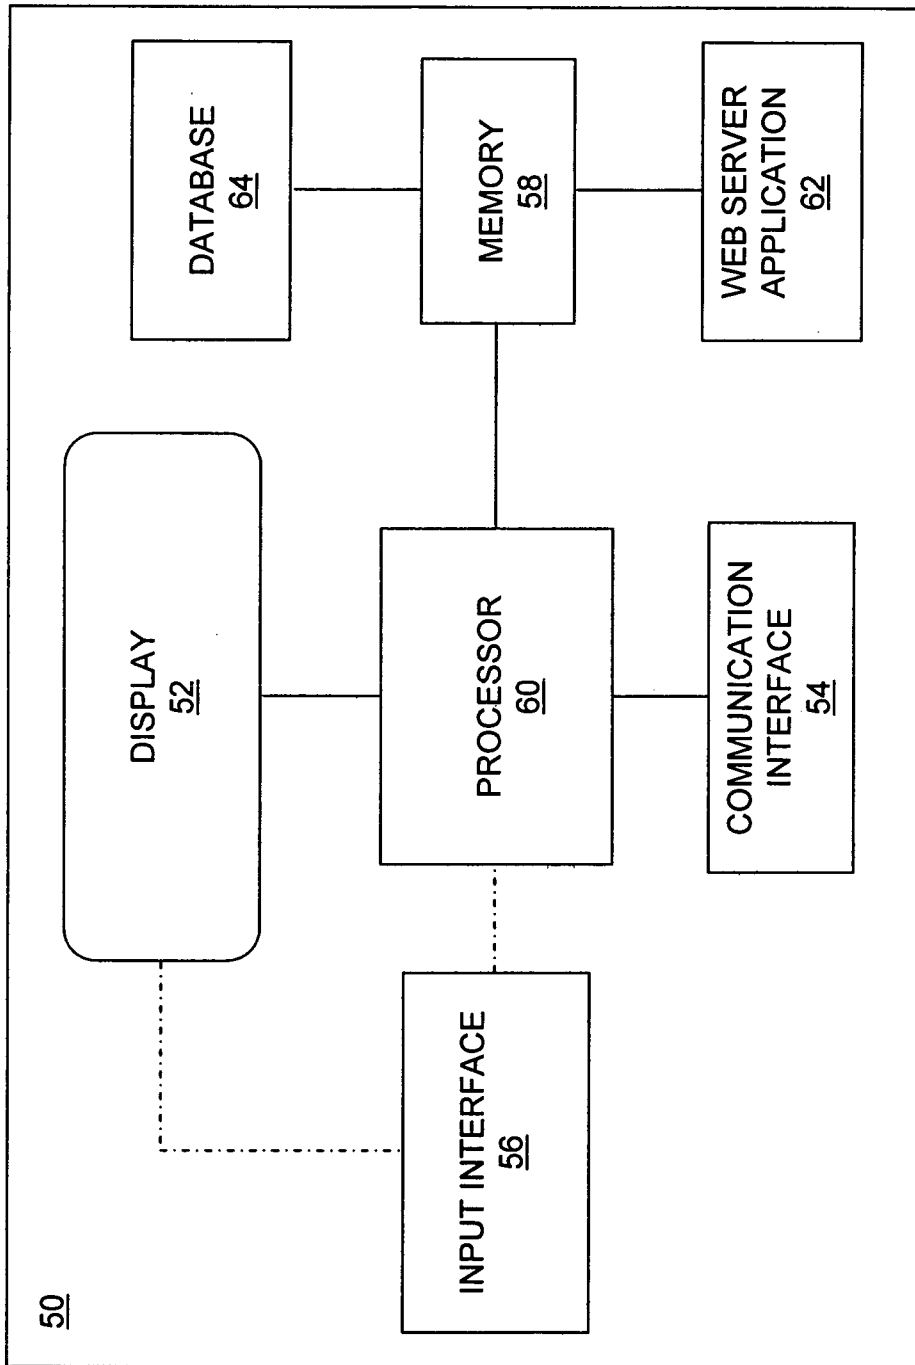 50
DISPLAY
52
DATABASE
64
INPUT INTERFACE
56
PROCESSOR
60
MEMORY
58
COMMUNICATION
INTERFACE
54
WEB SERVER
APPLICATION
62